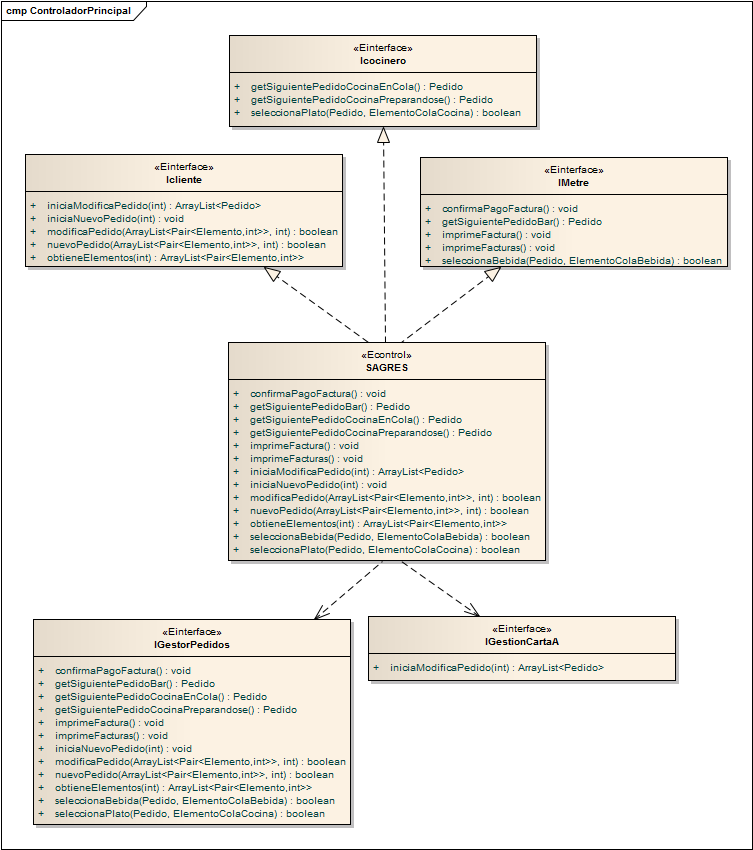 cmp ControladorPrincipal
«Einterface»
Icocinero
+ getSiguientePedidoCocinaEnCola() : Pedido
+ getSiguientePedidoCocinaPreparandose() : Pedido
+ seleccionaPlato(Pedido, ElementoColaCocina) : boolean
«Einterface»
Icliente
+ iniciaModificaPedido(int) : ArrayList<Pedido>
+ iniciaNuevoPedido(int) : void
+ modificaPedido(ArrayList<Pair<Elemento,int>>, int) : boolean
+ nuevoPedido(ArrayList<Pair<Elemento,int>>, int) : boolean
+ obtieneElementos(int) : ArrayList<Pair<Elemento,int>>
«Einterface»
IMetre
+ confirmaPagoFactura() : void
+ getSiguientePedidoBar() : Pedido
+ imprimeFactura() : void
+ imprimeFacturas() : void
+ seleccionaBebida(Pedido, ElementoColaBebida) : boolean
«Econtrol»
SAGRES
+ confirmaPagoFactura() : void
+ getSiguientePedidoBar() : Pedido
+ getSiguientePedidoCocinaEnCola() : Pedido
+ getSiguientePedidoCocinaPreparandose() : Pedido
+ imprimeFactura() : void
+ imprimeFacturas() : void
+ iniciaModificaPedido(int) : ArrayList<Pedido>
+ iniciaNuevoPedido(int) : void
+ modificaPedido(ArrayList<Pair<Elemento,int>>, int) : boolean
+ nuevoPedido(ArrayList<Pair<Elemento,int>>, int) : boolean
+ obtieneElementos(int) : ArrayList<Pair<Elemento,int>>
+ seleccionaBebida(Pedido, ElementoColaBebida) : boolean
+ seleccionaPlato(Pedido, ElementoColaCocina) : boolean
«Einterface»
IGestorPedidos
+ confirmaPagoFactura() : void
+ getSiguientePedidoBar() : Pedido
+ getSiguientePedidoCocinaEnCola() : Pedido
+ getSiguientePedidoCocinaPreparandose() : Pedido
+ imprimeFactura() : void
+ imprimeFacturas() : void
+ iniciaNuevoPedido(int) : void
+ modificaPedido(ArrayList<Pair<Elemento,int>>, int) : boolean
+ nuevoPedido(ArrayList<Pair<Elemento,int>>, int) : boolean
+ obtieneElementos(int) : ArrayList<Pair<Elemento,int>>
+ seleccionaBebida(Pedido, ElementoColaBebida) : boolean
+ seleccionaPlato(Pedido, ElementoColaCocina) : boolean
«Einterface»
IGestionCartaA
+ iniciaModificaPedido(int) : ArrayList<Pedido>